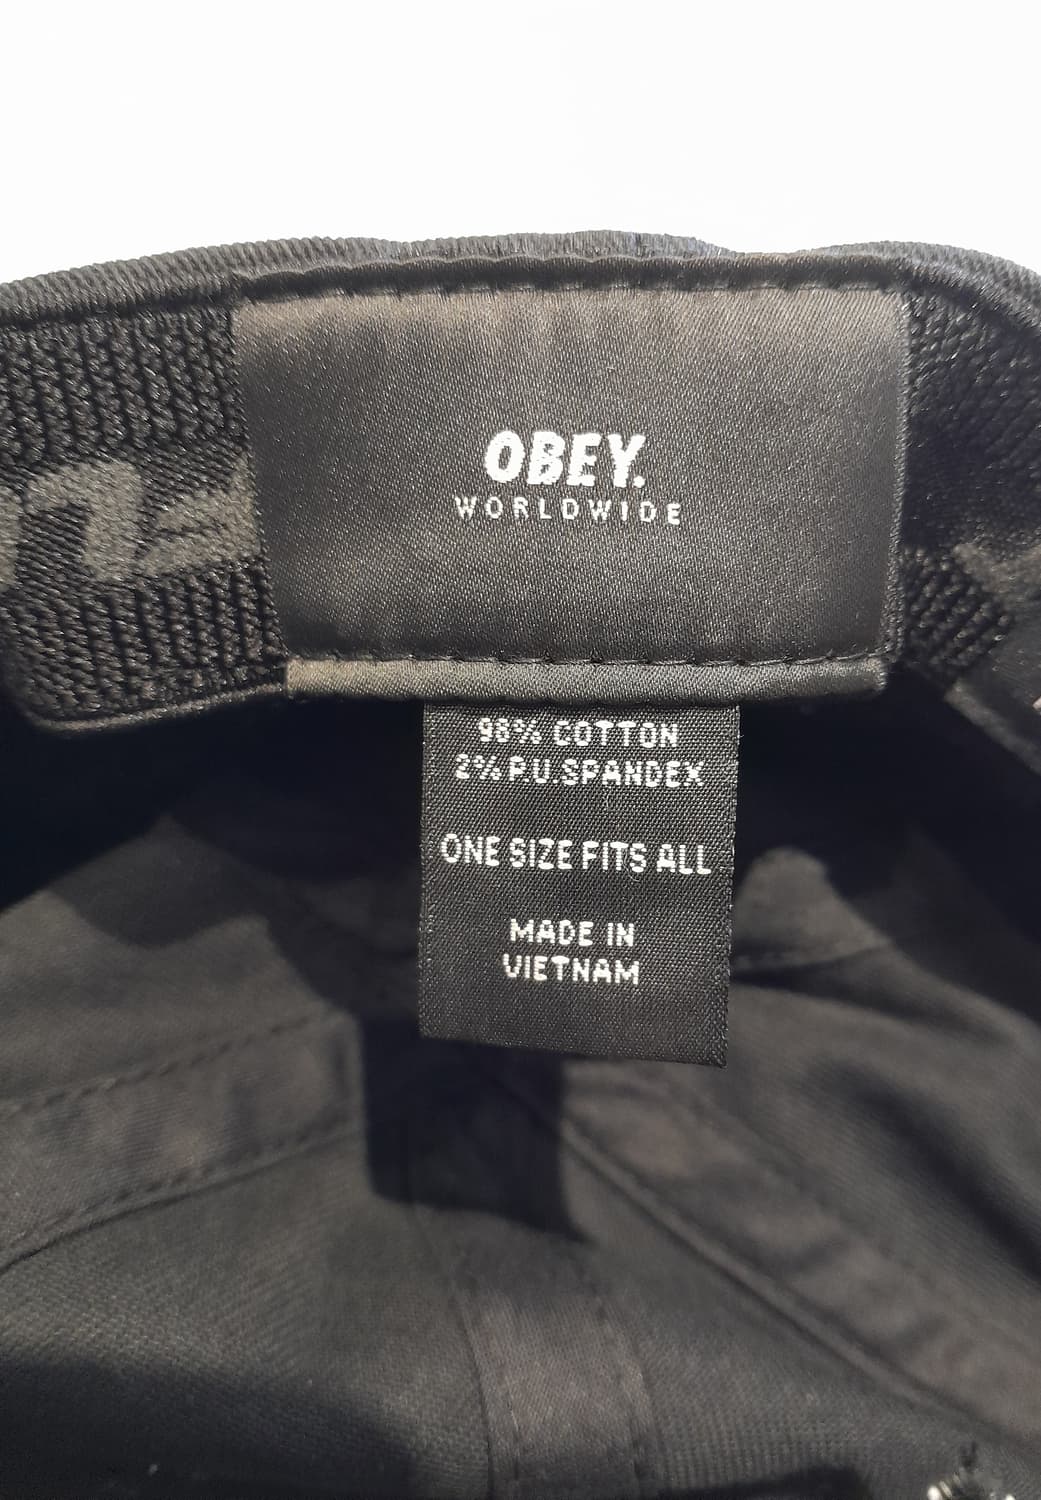 OBEY.
WORLDWIDE
98% COTTON
2% P.U.SPANDEX
ONE SIZE FITS ALL
MADE IN
VIETNAM